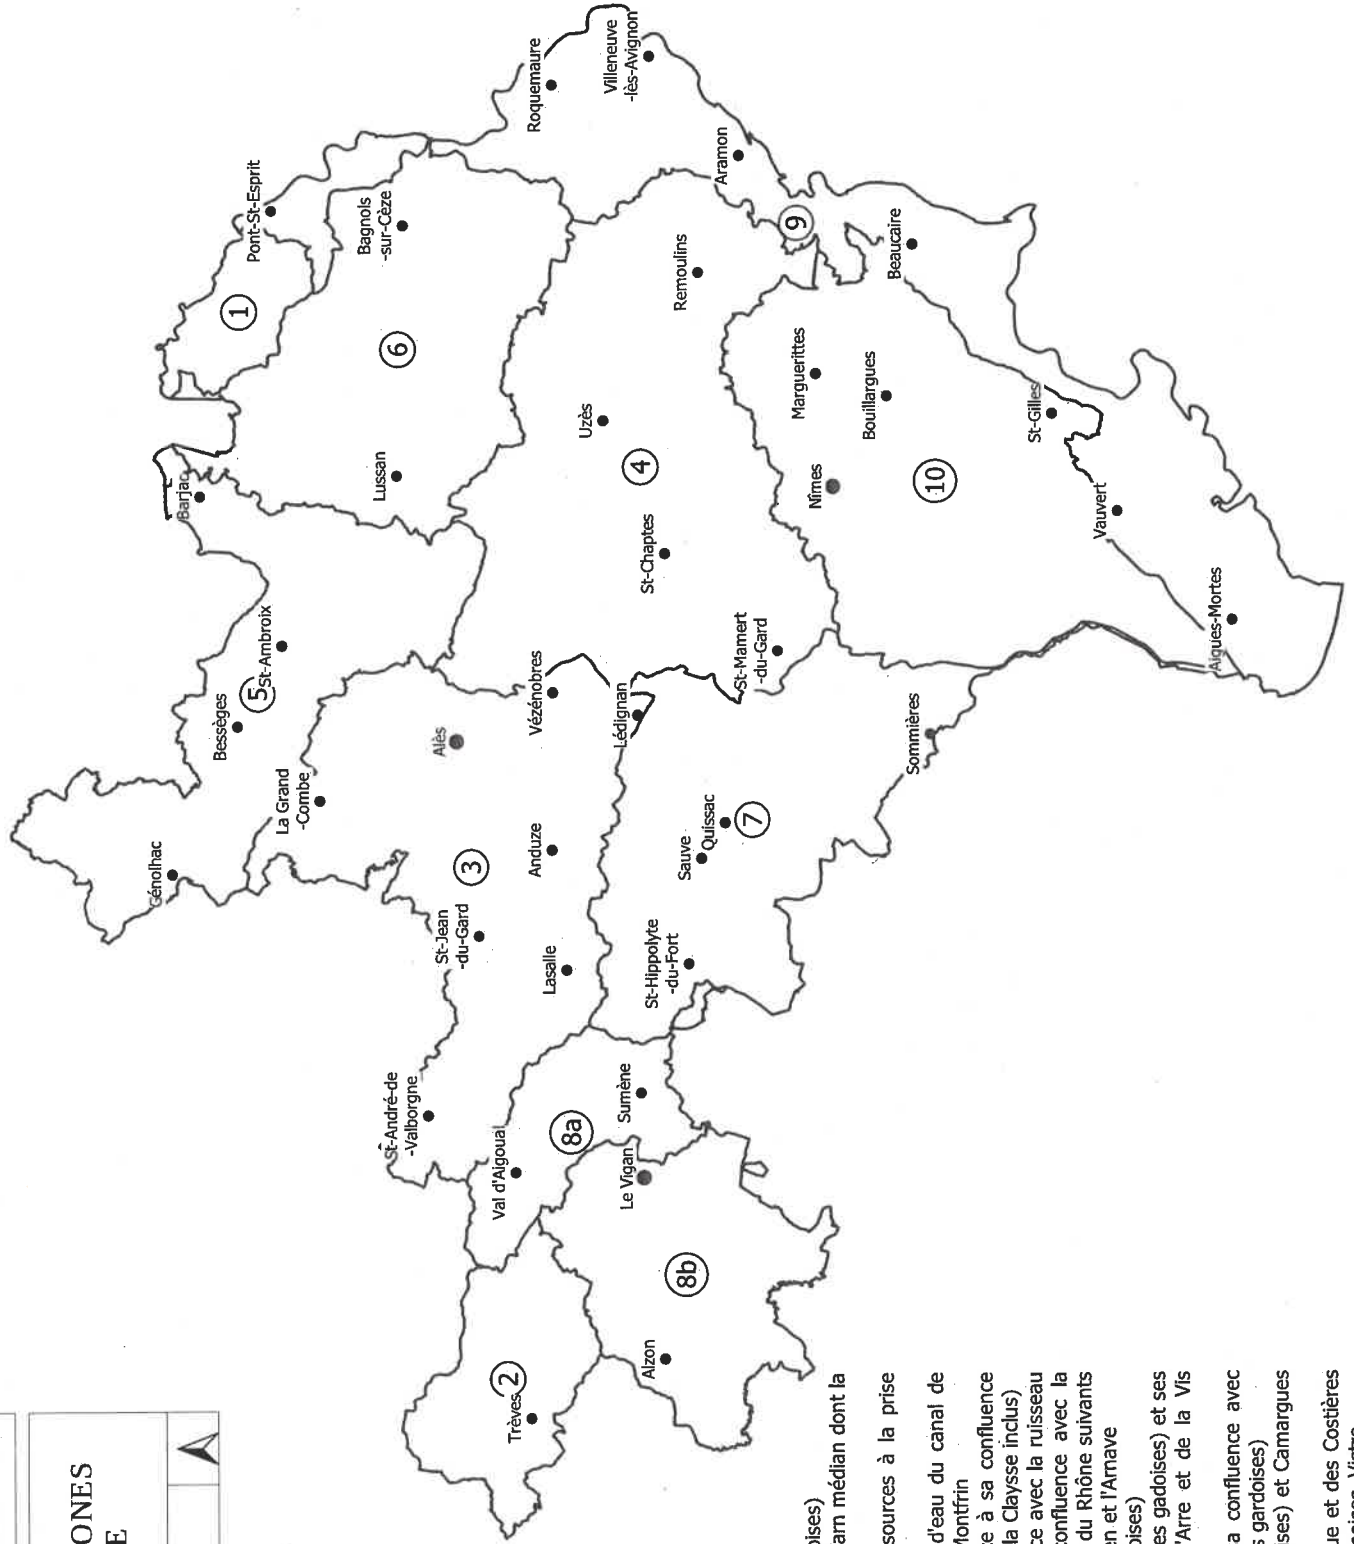 ONES
E
Génolhac
Bessèges
5
St-Ambroix
Barjac
La Grand
-Combe
1
Pont-St-Esprit
Bagnols
-sur-Cèze
6
Lussan
Roquemaure
Villeneuve
-lès-Avignon
Aramon
9
Beaucaire
Remoulins
Uzès
4
St-Chaptes
St-Mamert
-du-Gard
Marguerittes
Bouillargues
Nîmes
10
St-Gilles
Vauvert
Aigues-Mortes
Alès
Vézénobres
Lédignan
Anduze
3
St-Jean
-du-Gard
Lasalle
St-André-de
-Valborgne
Sommières
7
Quissac
Sauve
St-Hippolyte
-du-Fort
Val d'Aigoual
8a
Sumène
Le Vigan
8b
Alzon
2
Trèves
oises)
arn médian dont la
sources à la prise
d'eau du canal de
Montfrin
e à sa confluence
la Claysse inclus)
ce avec la ruisseau
confluence avec la
du Rhône suivants
en et l'Arnave
oises)
es gadoises) et ses
'Arre et de la Vis
a confluence avec
s gardoises)
ises) et Camargues
ue et des Costières